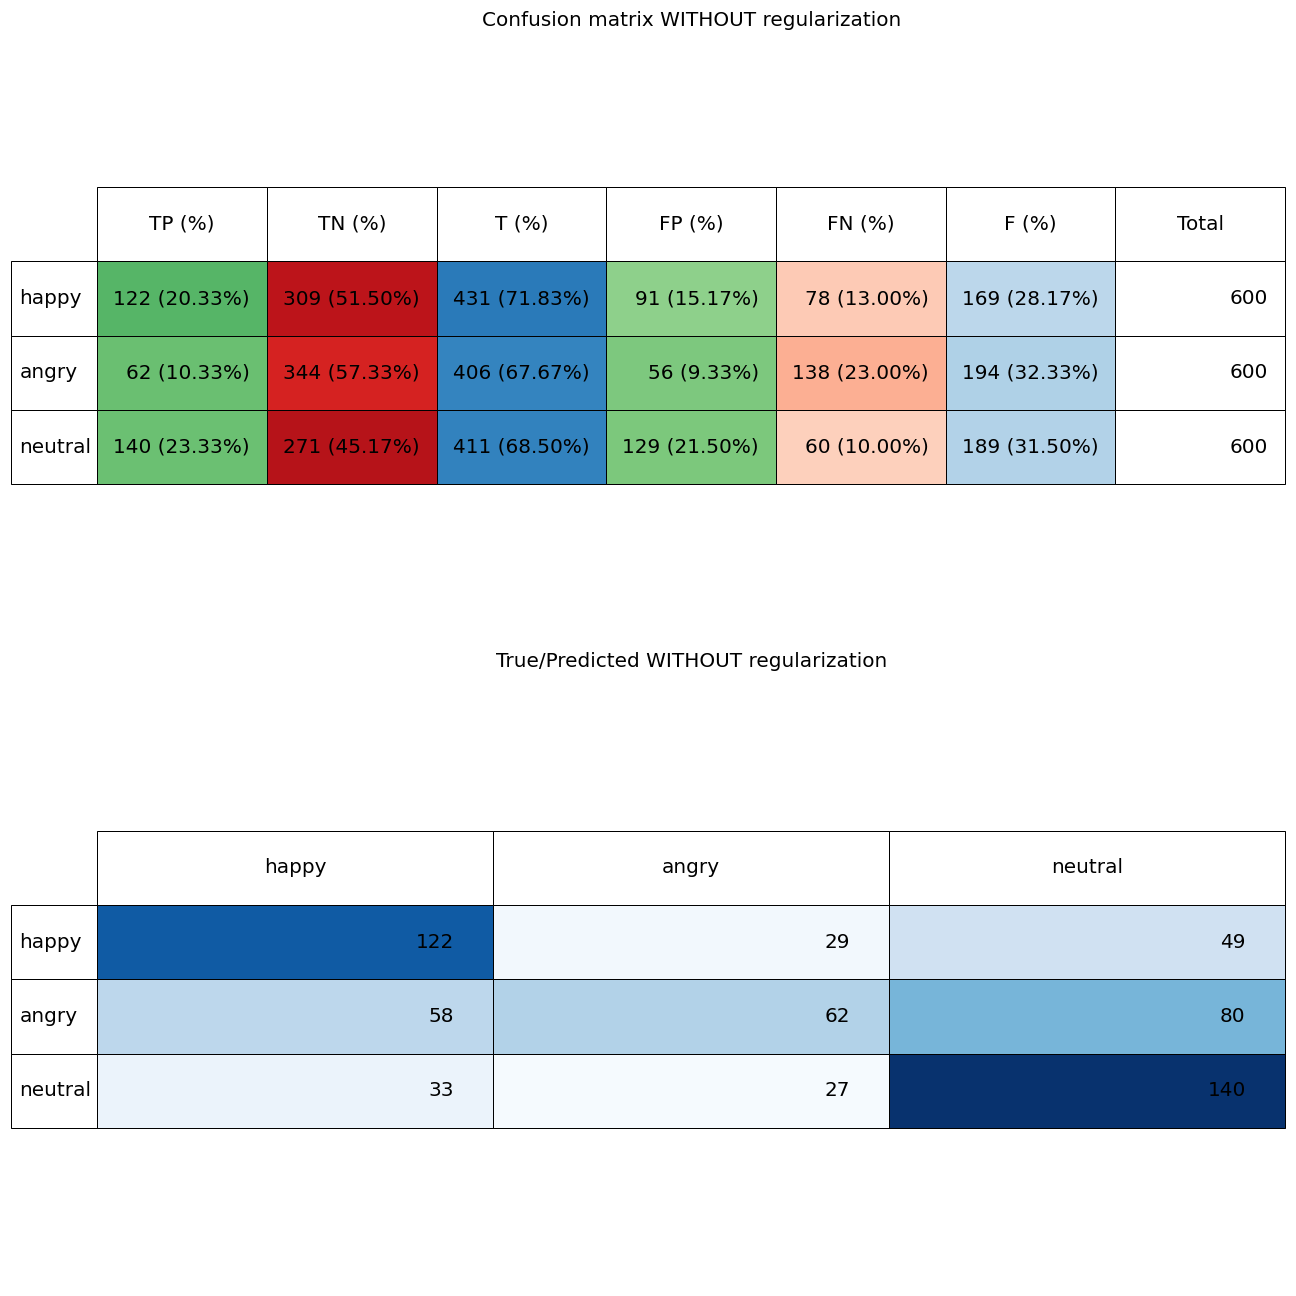 Confusion matrix WITHOUT regularization
TP (%) TN (%) T (%) FP (%) FN (%) F (%) Total
happy 122 (20.33%) 309 (51.50%) 431 (71.83%) 91 (15.17%) 78 (13.00%) 169 (28.17%) 600
angry 62 (10.33%) 344 (57.33%) 406 (67.67%) 56 (9.33%) 138 (23.00%) 194 (32.33%) 600
neutral 140 (23.33%) 271 (45.17%) 411 (68.50%) 129 (21.50%) 60 (10.00%) 189 (31.50%) 600
True/Predicted WITHOUT regularization
happy angry neutral
happy 122 29 49
angry 58 62 80
neutral 33 27 140